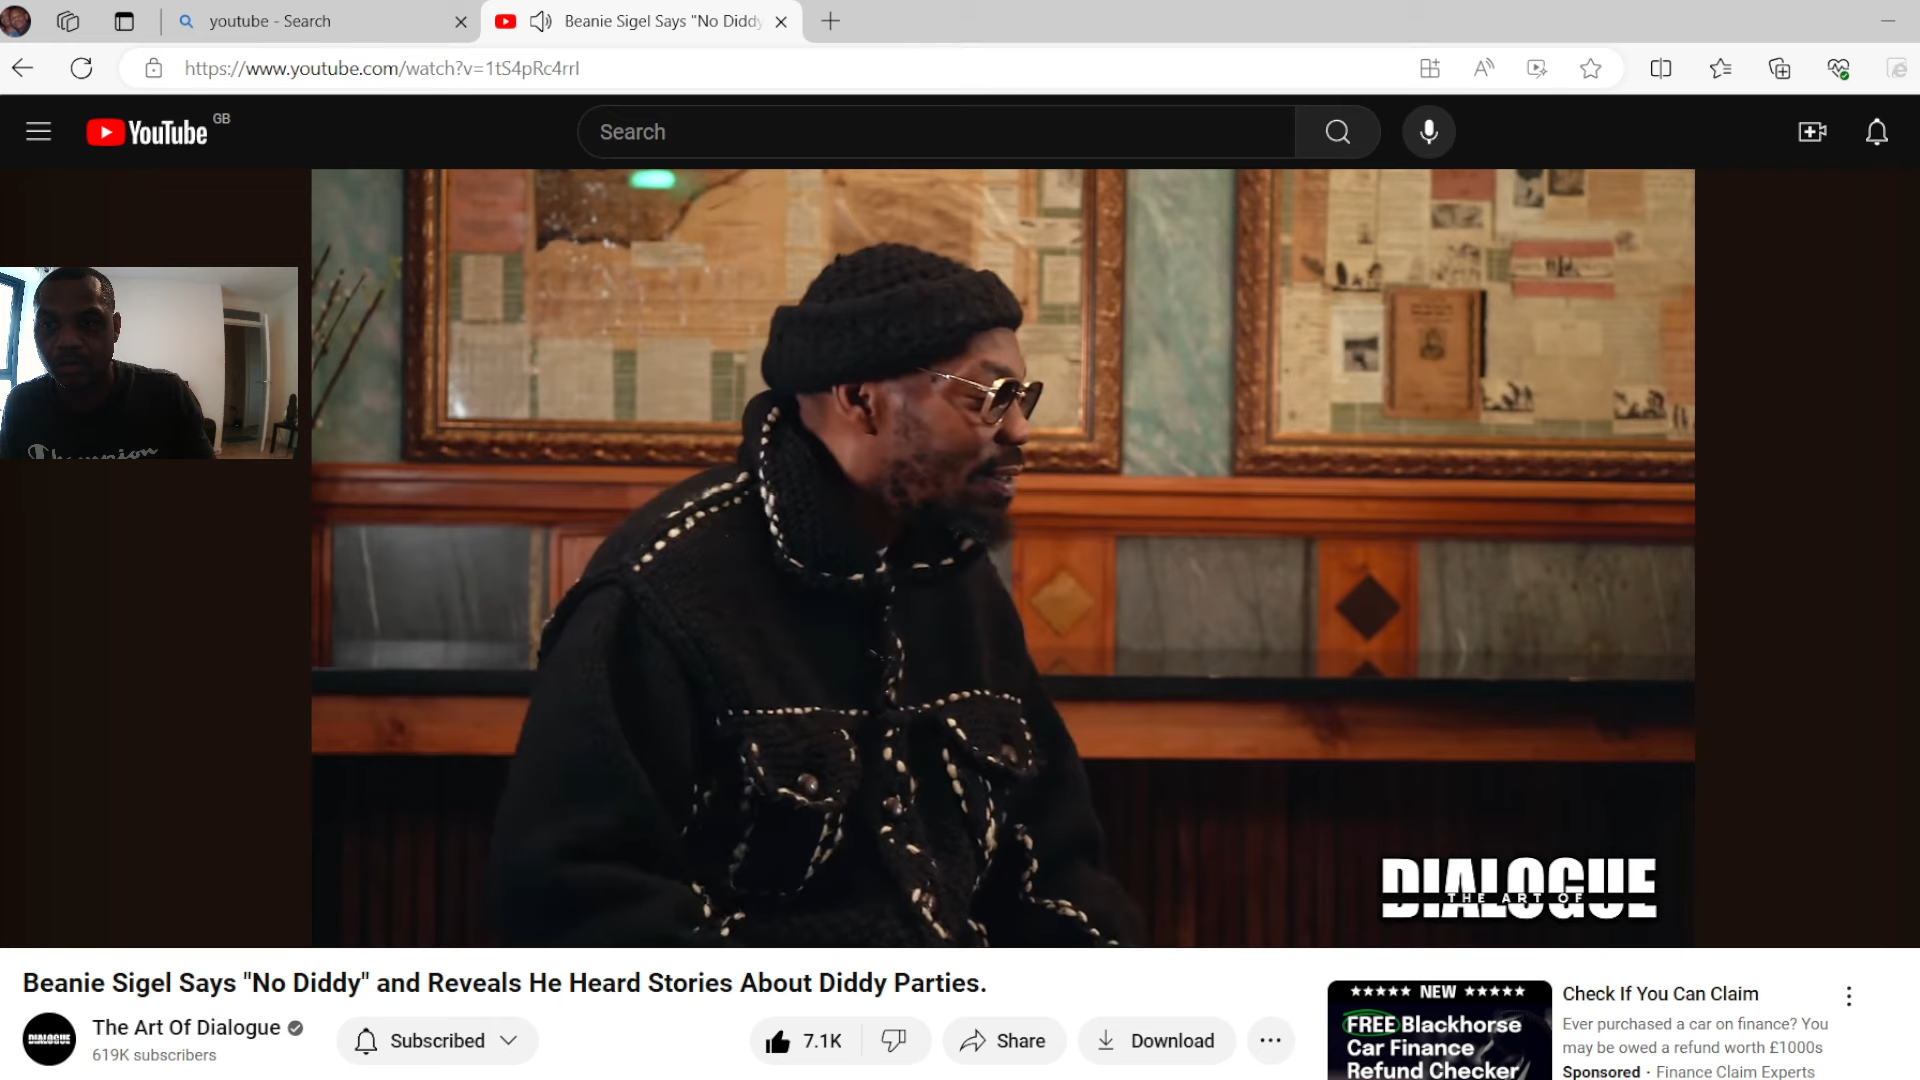 youtube - Search
Beanie Sigel Says "No Diddy
https://www.youtube.com/watch?v=1tS4pRc4rrI
YouTube GB
Search
Champion
DIALOGUE
THE ART OF
Beanie Sigel Says "No Diddy" and Reveals He Heard Stories About Diddy Parties.
DIALOGUE
The Art Of Dialogue
619K subscribers
Subscribed
7.1K
Share
Download
★★★★★ NEW ★★★★★
FREE Blackhorse
Car Finance
Refund Checker
Check If You Can Claim
Ever purchased a car on finance? You
may be owed a refund worth £1000s
Sponsored · Finance Claim Experts